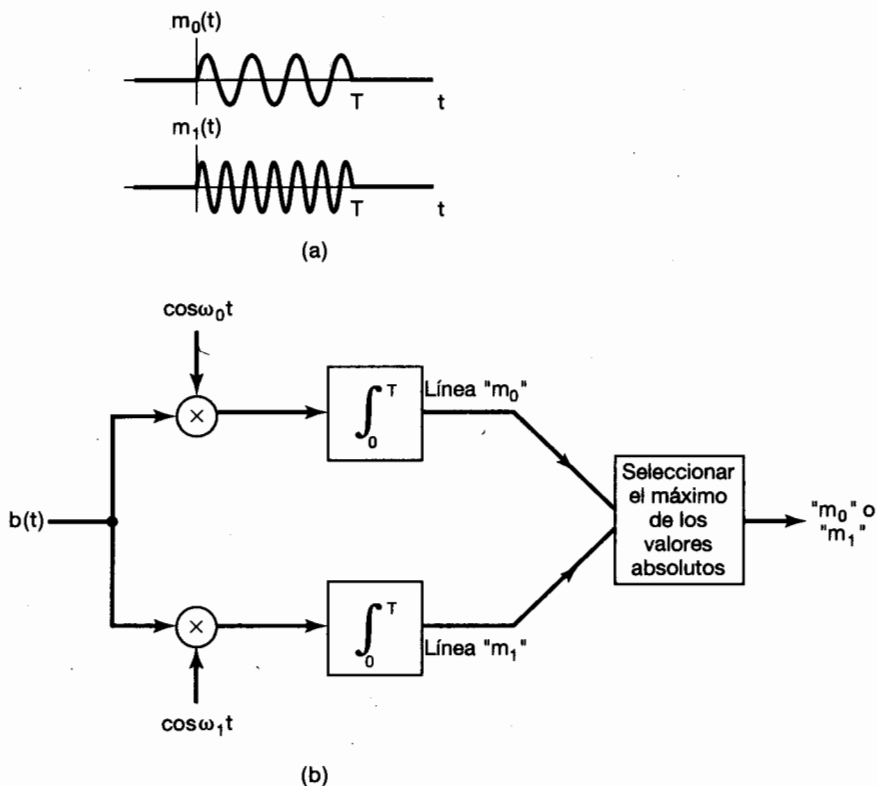 m₀(t)
T
t
m₁(t)
T
t
(a)
cosω₀t
×
∫₀ᵀ
Línea "m₀"
b(t)
Seleccionar
el máximo
de los
valores
absolutos
"m₀" o
"m₁"
×
∫₀ᵀ
Línea "m₁"
cosω₁t
(b)